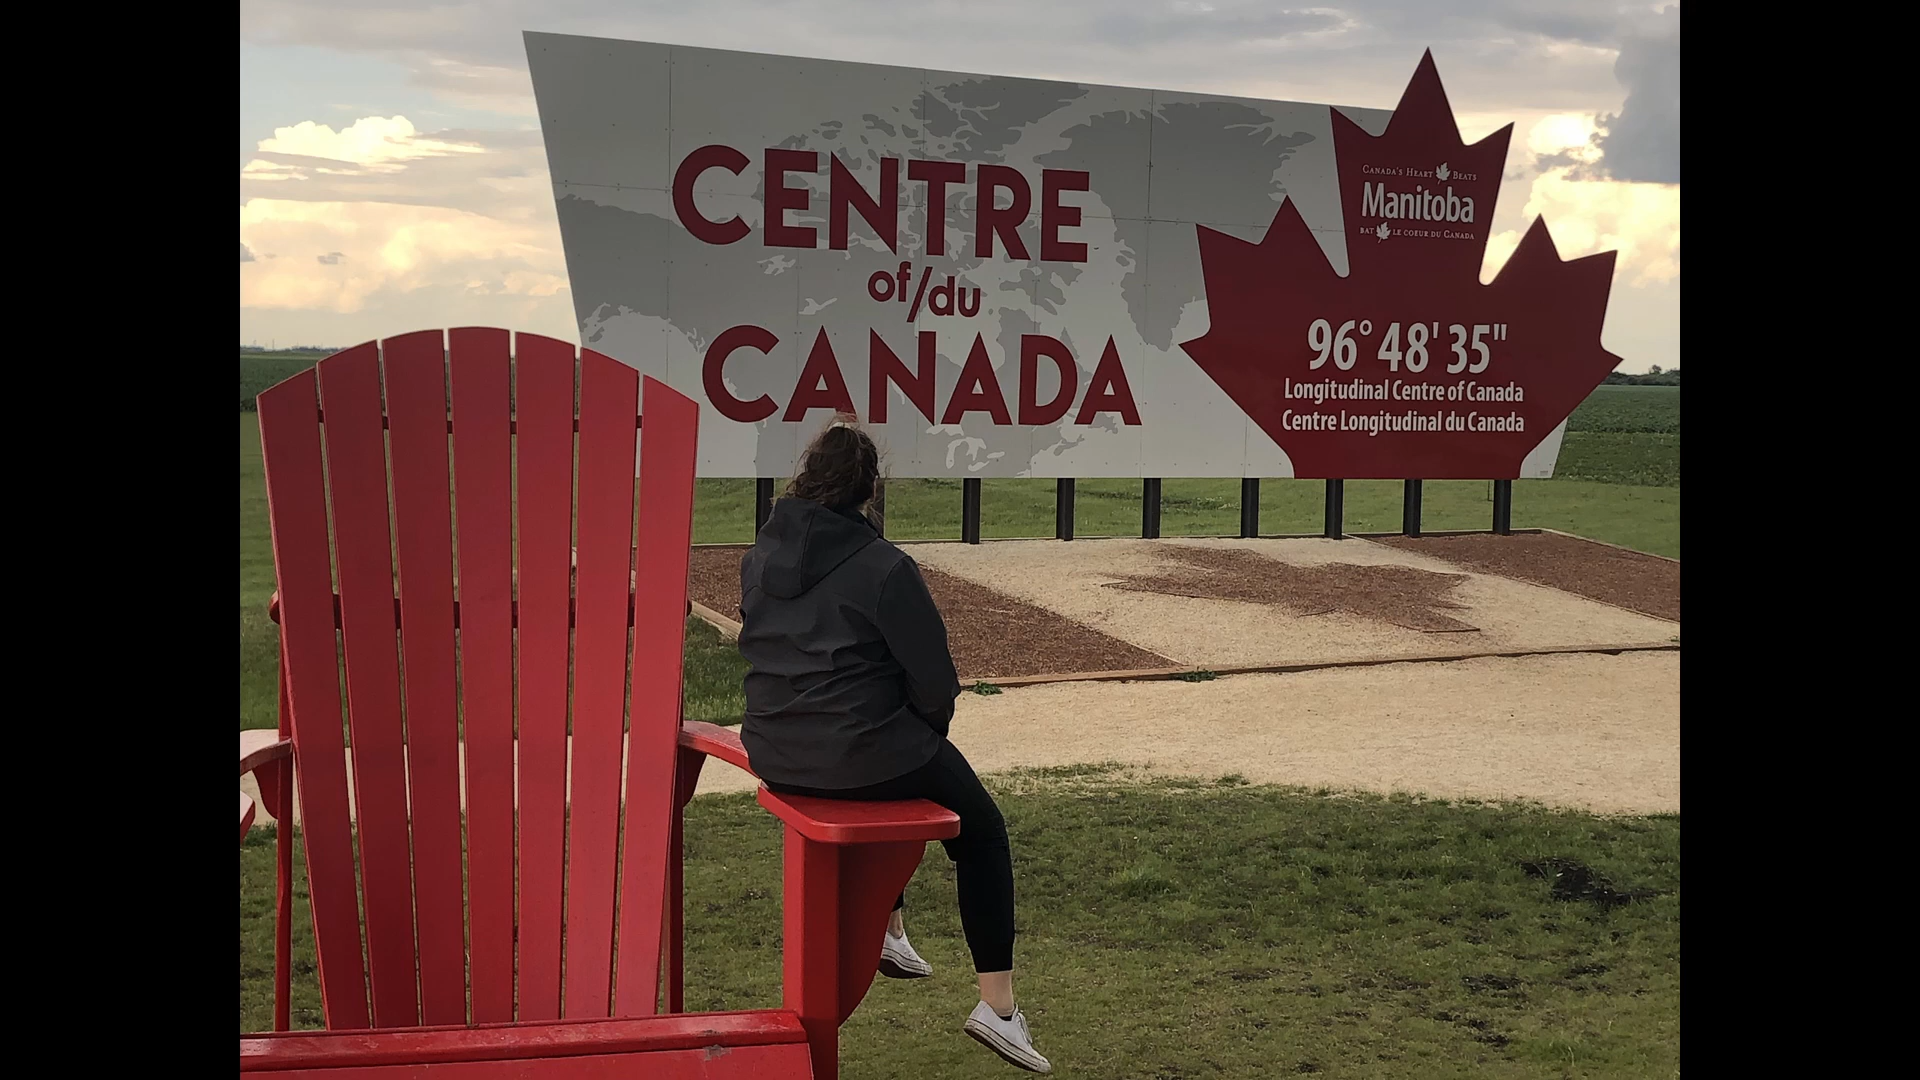 CENTRE
of/du
CANADA
CANADA'S HEART BEATS
Manitoba
BAT LE COEUR DU CANADA
96° 48' 35"
Longitudinal Centre of Canada
Centre Longitudinal du Canada